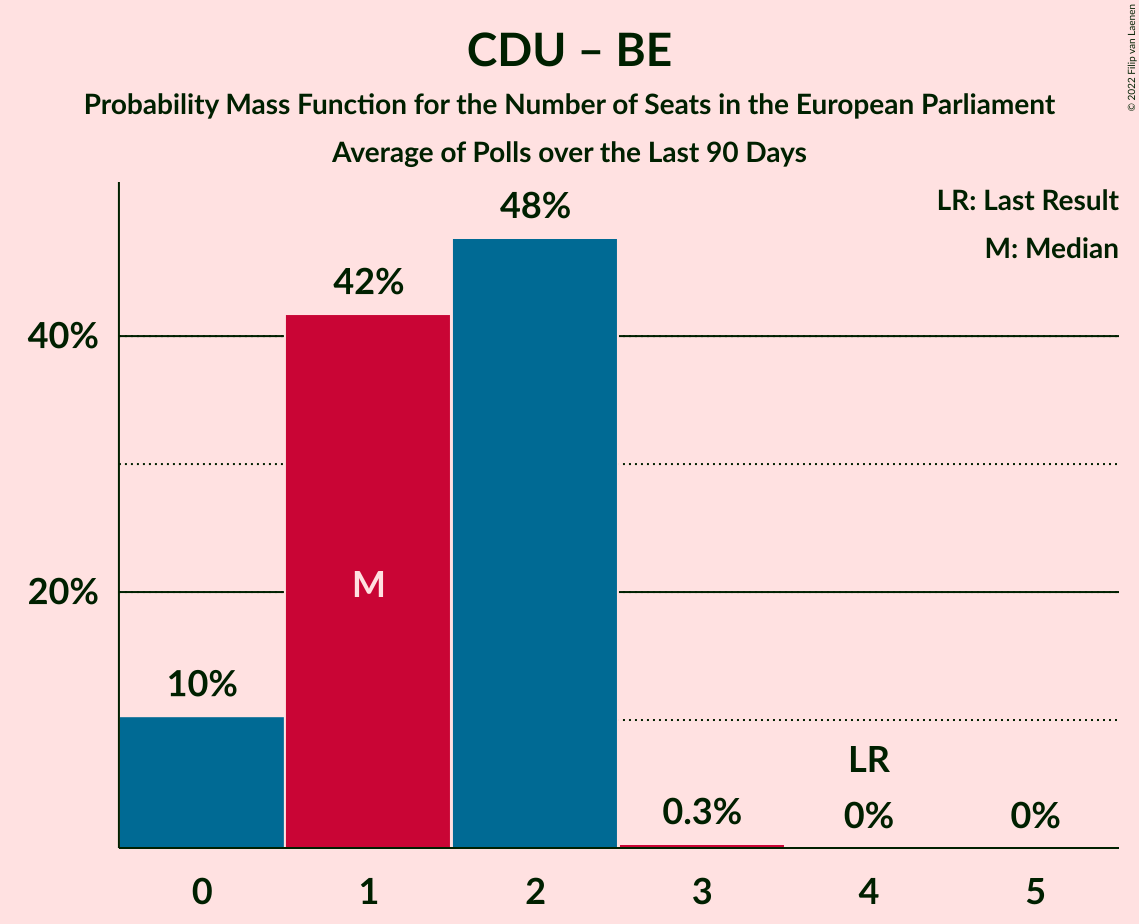 CDU – BE
Probability Mass Function for the Number of Seats in the European Parliament
Average of Polls over the Last 90 Days
© 2022 Filip van Laenen
LR: Last Result
M: Median
48%
42%
40%
M
20%
10%
LR
0.3%
0%
0%
0
1
2
3
4
5